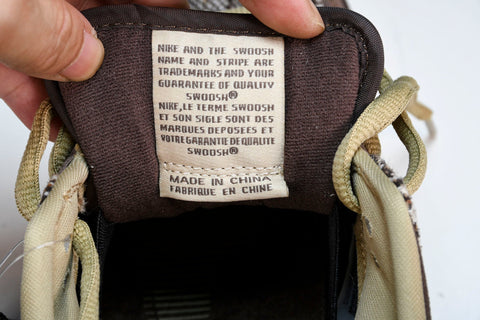 NIKE AND THE SWOOSH
NAME AND STRIPE ARE
TRADEMARKS AND YOUR
GUARANTEE OF QUALITY
SWOOSH®
NIKE, LE TERME SWOOSH
ET SON SIGLE SONT DES
MARQUES DEPOSEES ET
VOTRE GARANTIE DE QUALITE
SWOOSH®
MADE IN CHINA
FABRIQUE EN CHINE